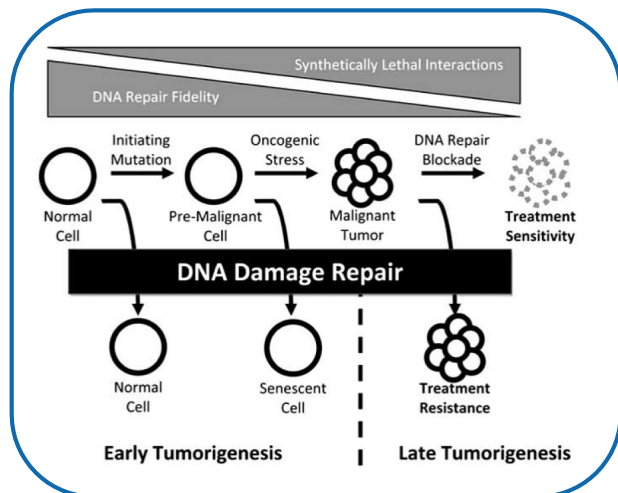 Synthetically Lethal Interactions
DNA Repair Fidelity
Initiating
Mutation
Oncogenic
Stress
DNA Repair
Blockade
Normal
Cell
Pre-Malignant
Cell
Malignant
Tumor
Treatment
Sensitivity
DNA Damage Repair
Normal
Cell
Senescent
Cell
Treatment
Resistance
Early Tumorigenesis
Late Tumorigenesis